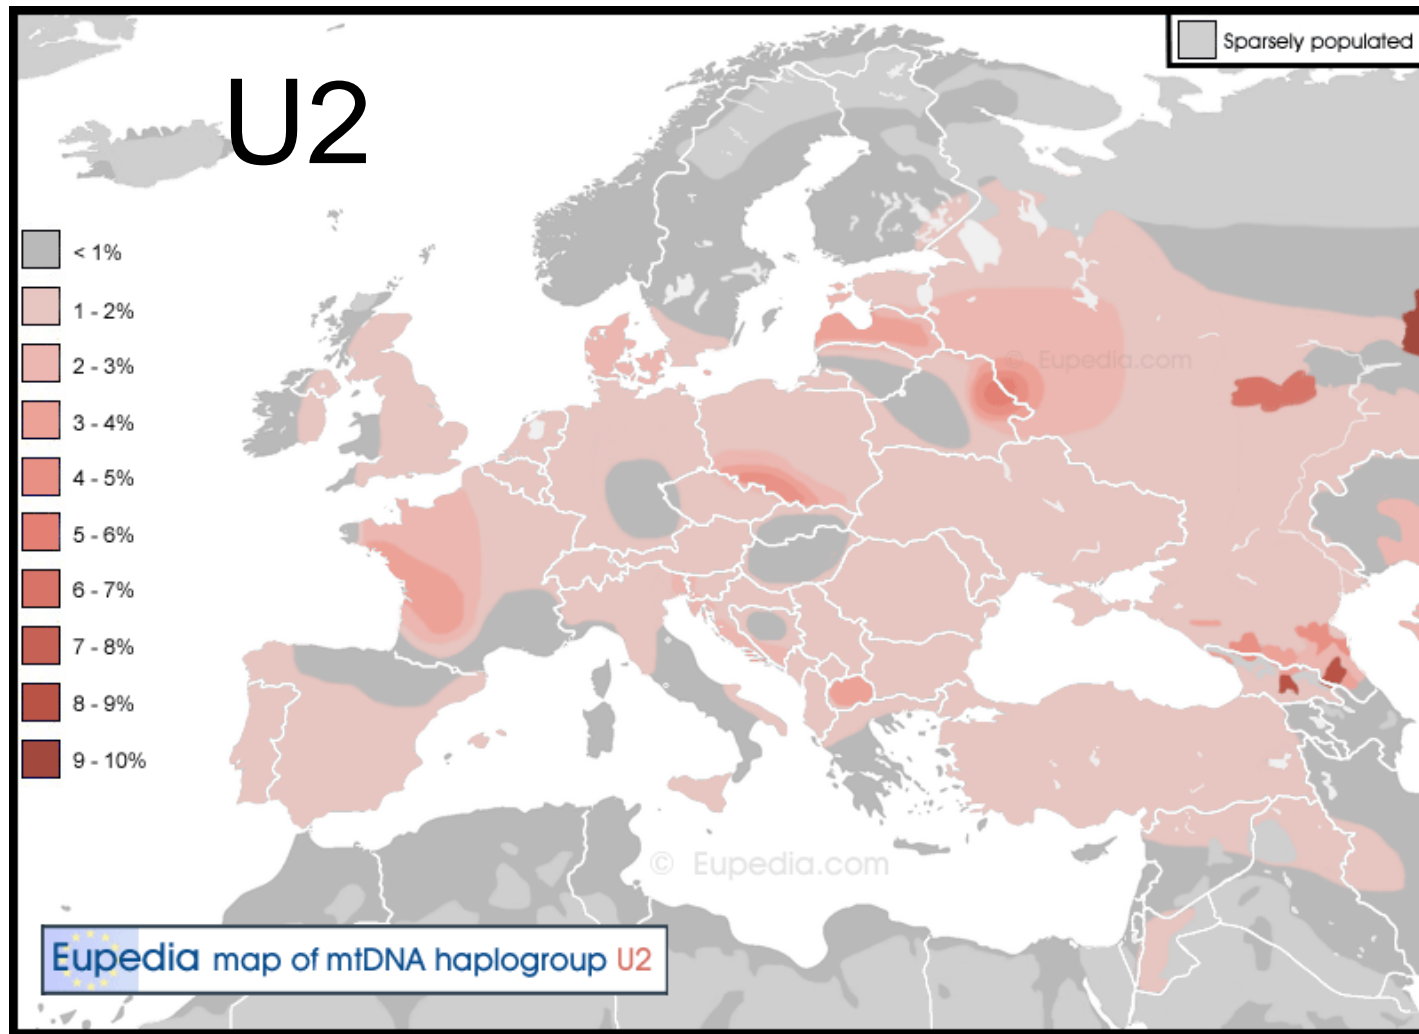 Sparsely populated
U2
< 1%
1 - 2%
2 - 3%
3 - 4%
4 - 5%
5 - 6%
6 - 7%
7 - 8%
8 - 9%
9 - 10%
© Eupedia.com
© Eupedia.com
Eupedia map of mtDNA haplogroup U2